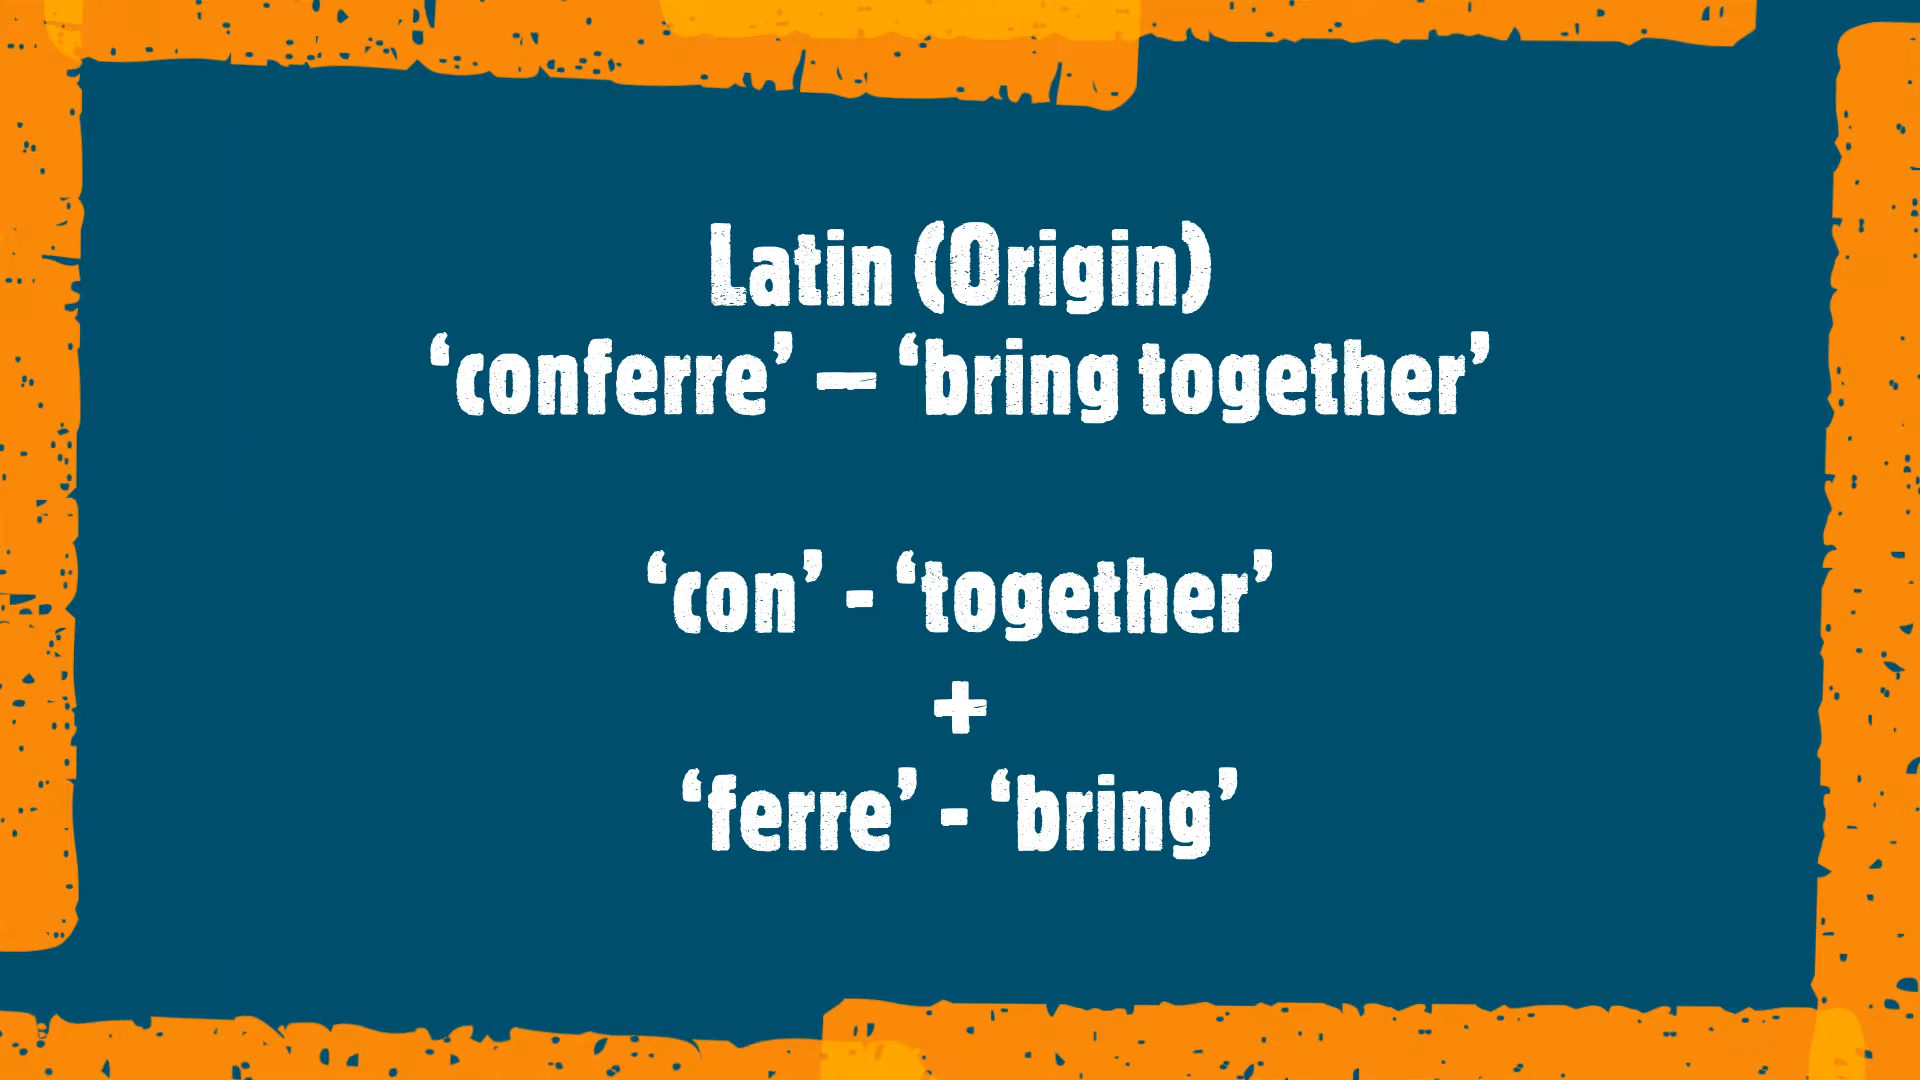 Latin (Origin)
‘conferre’ – ‘bring together’
‘con’ - ‘together’
+
‘ferre’ - ‘bring’